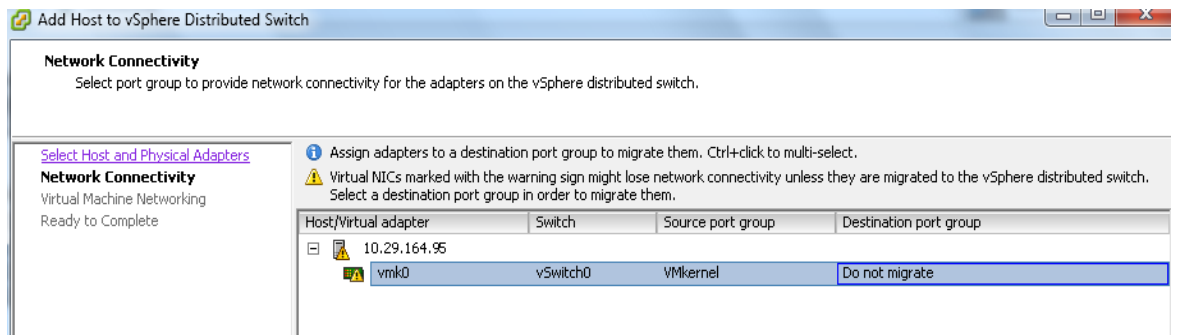 Add Host to vSphere Distributed Switch
Network Connectivity
Select port group to provide network connectivity for the adapters on the vSphere distributed switch.
Select Host and Physical Adapters
Network Connectivity
Virtual Machine Networking
Ready to Complete
Assign adapters to a destination port group to migrate them. Ctrl+click to multi-select.
Virtual NICs marked with the warning sign might lose network connectivity unless they are migrated to the vSphere distributed switch.
Select a destination port group in order to migrate them.
Host/Virtual adapter Switch Source port group Destination port group
10.29.164.95
vmk0 vSwitch0 VMkernel Do not migrate